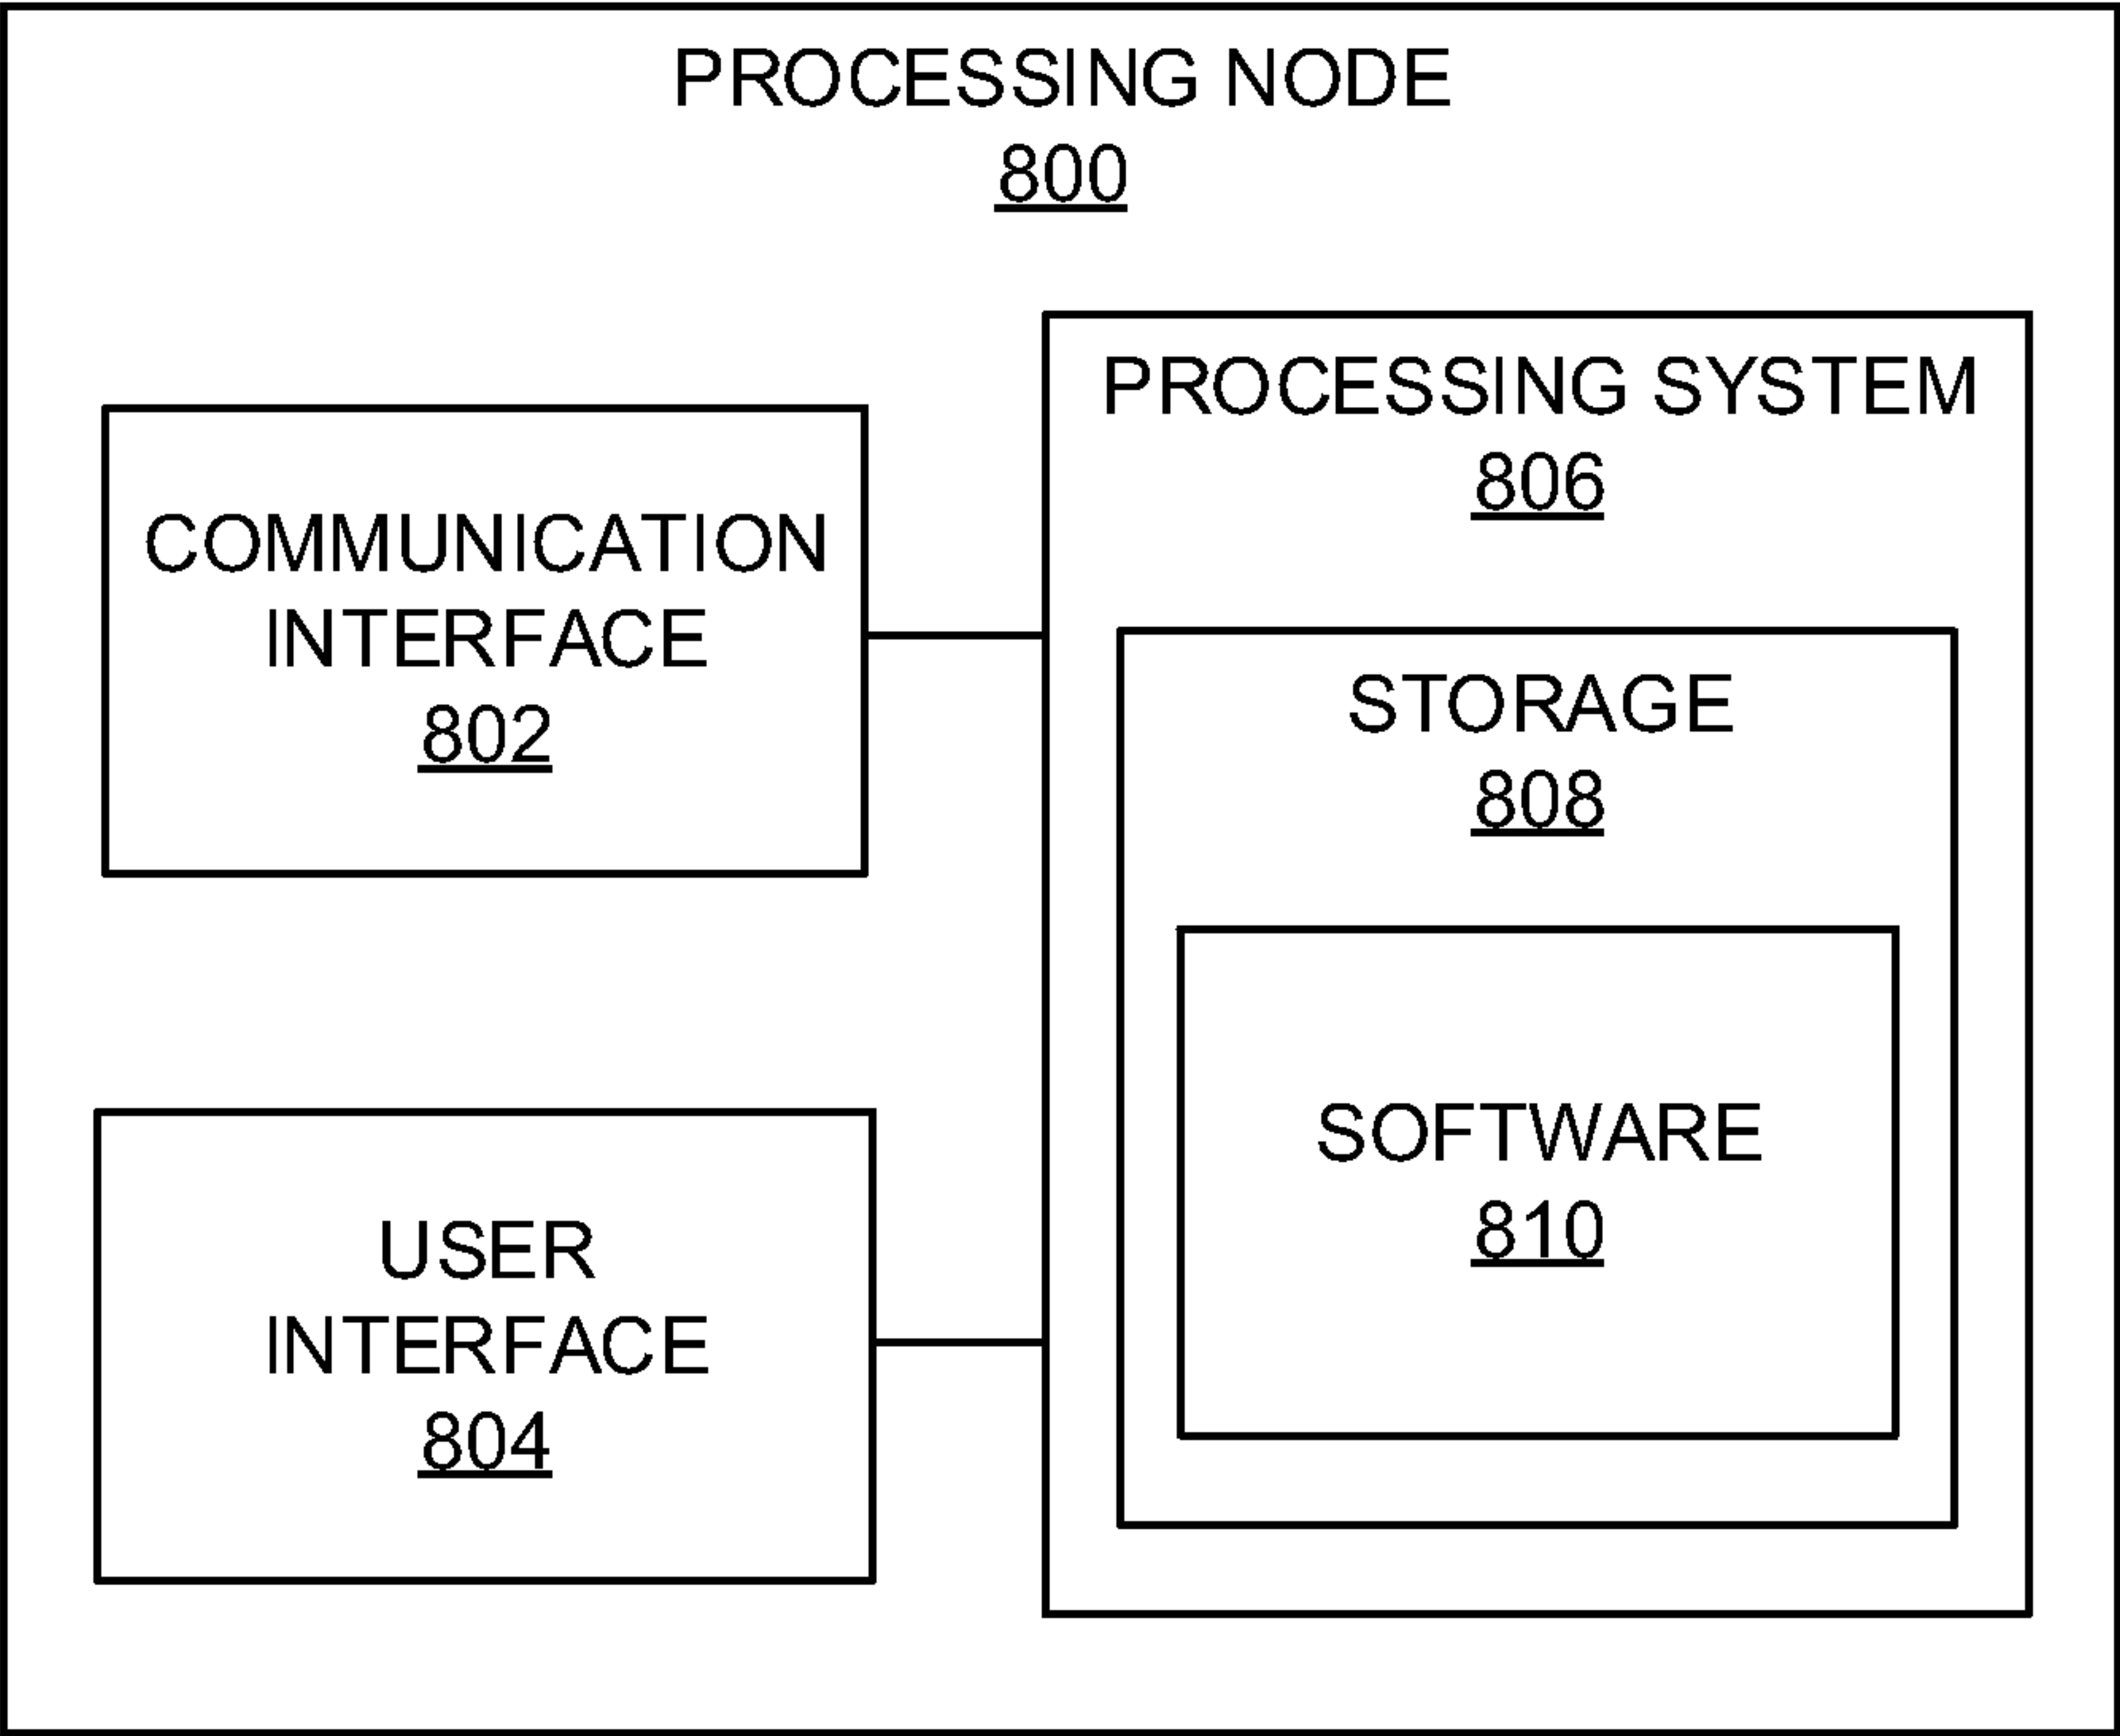 PROCESSING NODE
800
PROCESSING SYSTEM
806
COMMUNICATION
INTERFACE
802
STORAGE
808
SOFTWARE
810
USER
INTERFACE
804